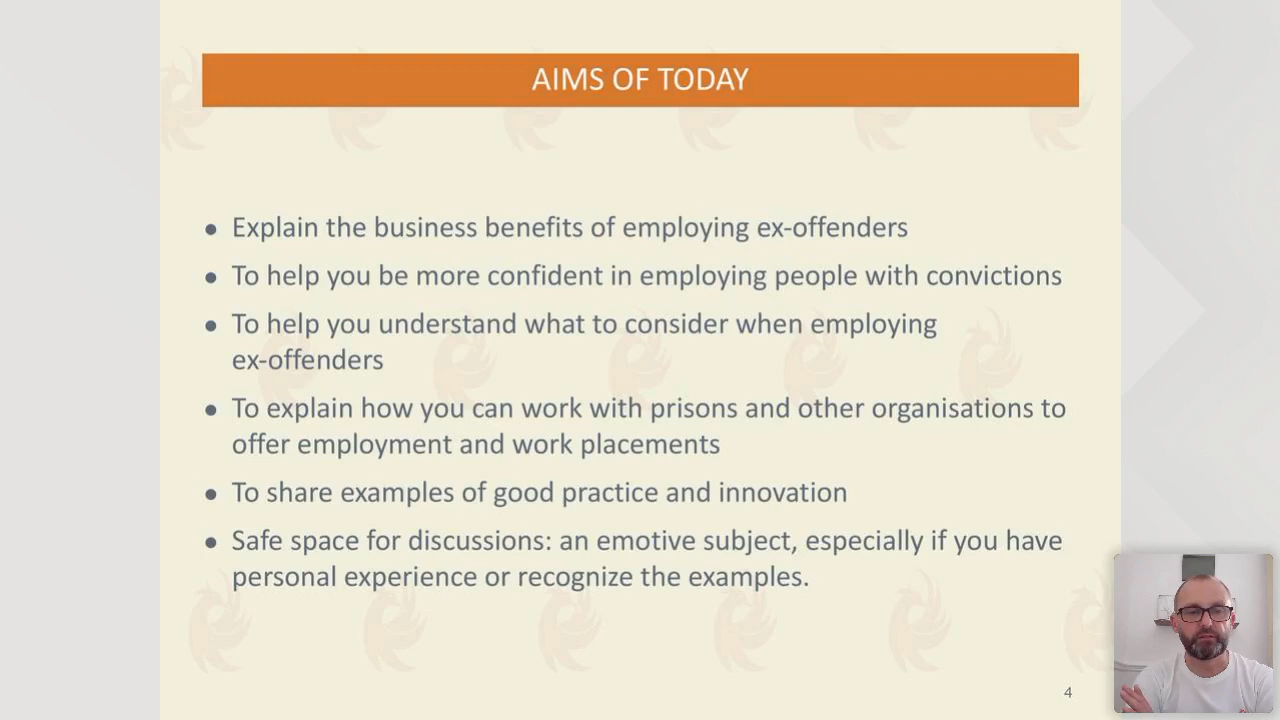 AIMS OF TODAY
● Explain the business benefits of employing ex-offenders
● To help you be more confident in employing people with convictions
● To help you understand what to consider when employing
ex-offenders
● To explain how you can work with prisons and other organisations to
offer employment and work placements
● To share examples of good practice and innovation
● Safe space for discussions: an emotive subject, especially if you have
personal experience or recognize the examples.
4